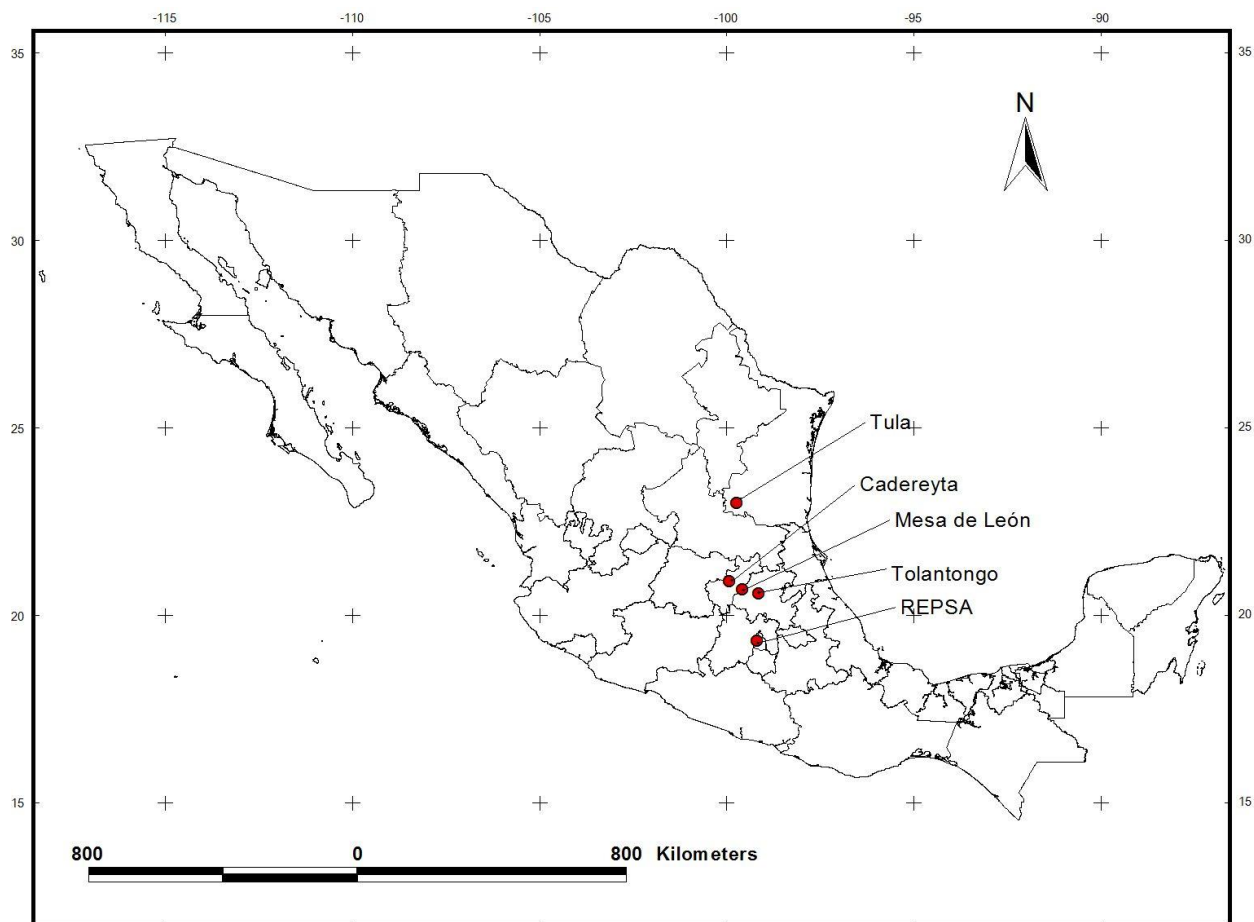 -115 -110 -105 -100 -95 -90
35 35
N
30 30
25 25
Tula
Cadereyta
Mesa de León
Tolantongo
REPSA
20 20
15 15
800 0 800 Kilometers